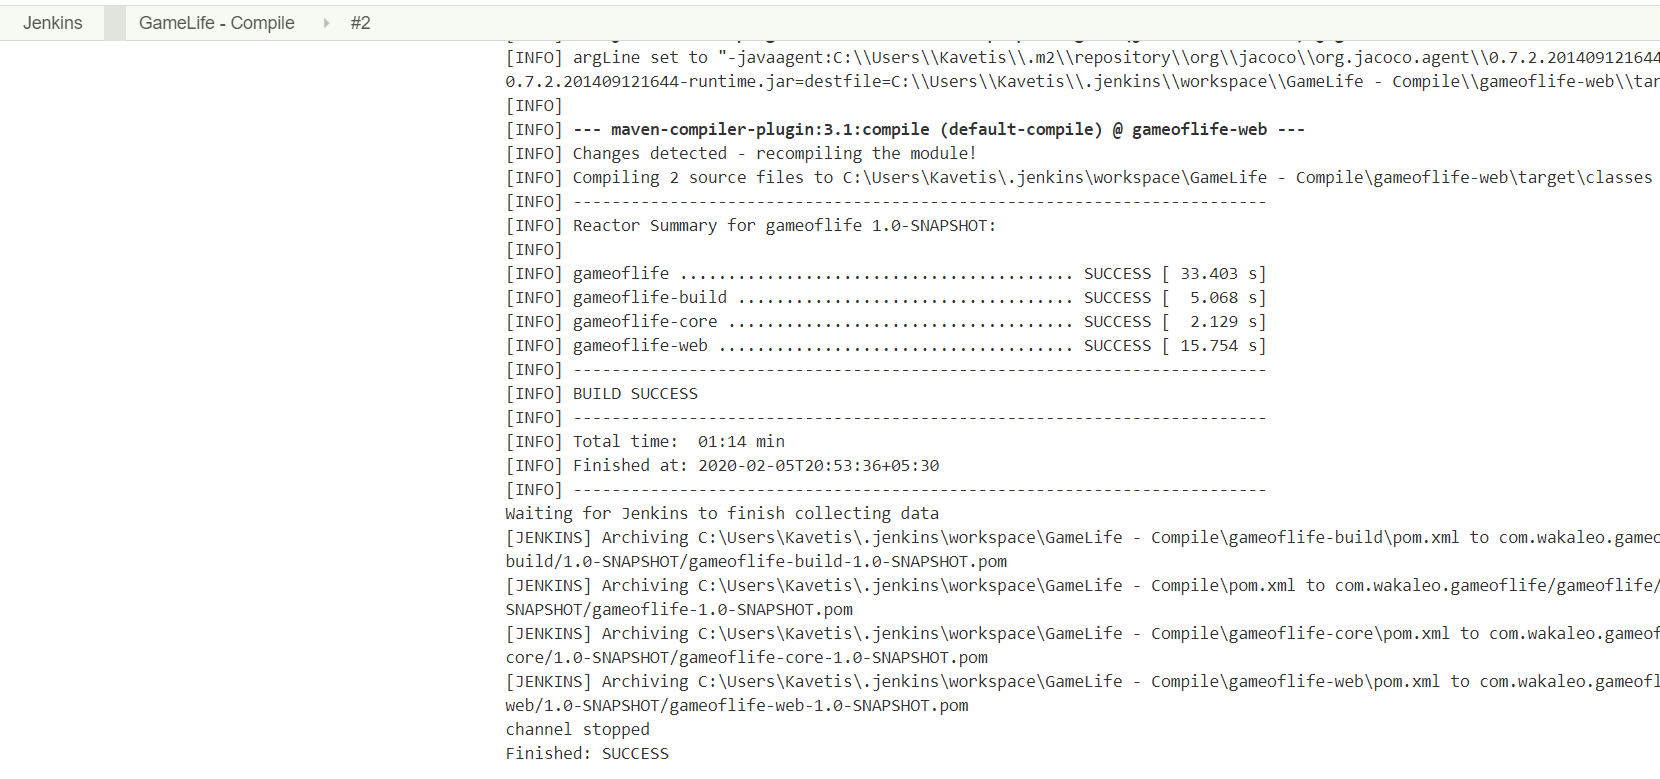 Jenkins GameLife - Compile #2
[INFO] argLine set to "-javaagent:C:\\Users\\Kavetis\\.m2\\repository\\org\\jacoco\\org.jacoco.agent\\0.7.2.201409121644
0.7.2.201409121644-runtime.jar=destfile=C:\\Users\\Kavetis\\.jenkins\\workspace\\GameLife - Compile\\gameoflife-web\\tar
[INFO]
[INFO] --- maven-compiler-plugin:3.1:compile (default-compile) @ gameoflife-web ---
[INFO] Changes detected - recompiling the module!
[INFO] Compiling 2 source files to C:\Users\Kavetis\.jenkins\workspace\GameLife - Compile\gameoflife-web\target\classes
[INFO] ------------------------------------------------------------------------
[INFO] Reactor Summary for gameoflife 1.0-SNAPSHOT:
[INFO]
[INFO] gameoflife ......................................... SUCCESS [ 33.403 s]
[INFO] gameoflife-build ................................... SUCCESS [  5.068 s]
[INFO] gameoflife-core .................................... SUCCESS [  2.129 s]
[INFO] gameoflife-web ..................................... SUCCESS [ 15.754 s]
[INFO] ------------------------------------------------------------------------
[INFO] BUILD SUCCESS
[INFO] ------------------------------------------------------------------------
[INFO] Total time:  01:14 min
[INFO] Finished at: 2020-02-05T20:53:36+05:30
[INFO] ------------------------------------------------------------------------
Waiting for Jenkins to finish collecting data
[JENKINS] Archiving C:\Users\Kavetis\.jenkins\workspace\GameLife - Compile\gameoflife-build\pom.xml to com.wakaleo.gameo
build/1.0-SNAPSHOT/gameoflife-build-1.0-SNAPSHOT.pom
[JENKINS] Archiving C:\Users\Kavetis\.jenkins\workspace\GameLife - Compile\pom.xml to com.wakaleo.gameoflife/gameoflife/
SNAPSHOT/gameoflife-1.0-SNAPSHOT.pom
[JENKINS] Archiving C:\Users\Kavetis\.jenkins\workspace\GameLife - Compile\gameoflife-core\pom.xml to com.wakaleo.gameof
core/1.0-SNAPSHOT/gameoflife-core-1.0-SNAPSHOT.pom
[JENKINS] Archiving C:\Users\Kavetis\.jenkins\workspace\GameLife - Compile\gameoflife-web\pom.xml to com.wakaleo.gameofl
web/1.0-SNAPSHOT/gameoflife-web-1.0-SNAPSHOT.pom
channel stopped
Finished: SUCCESS